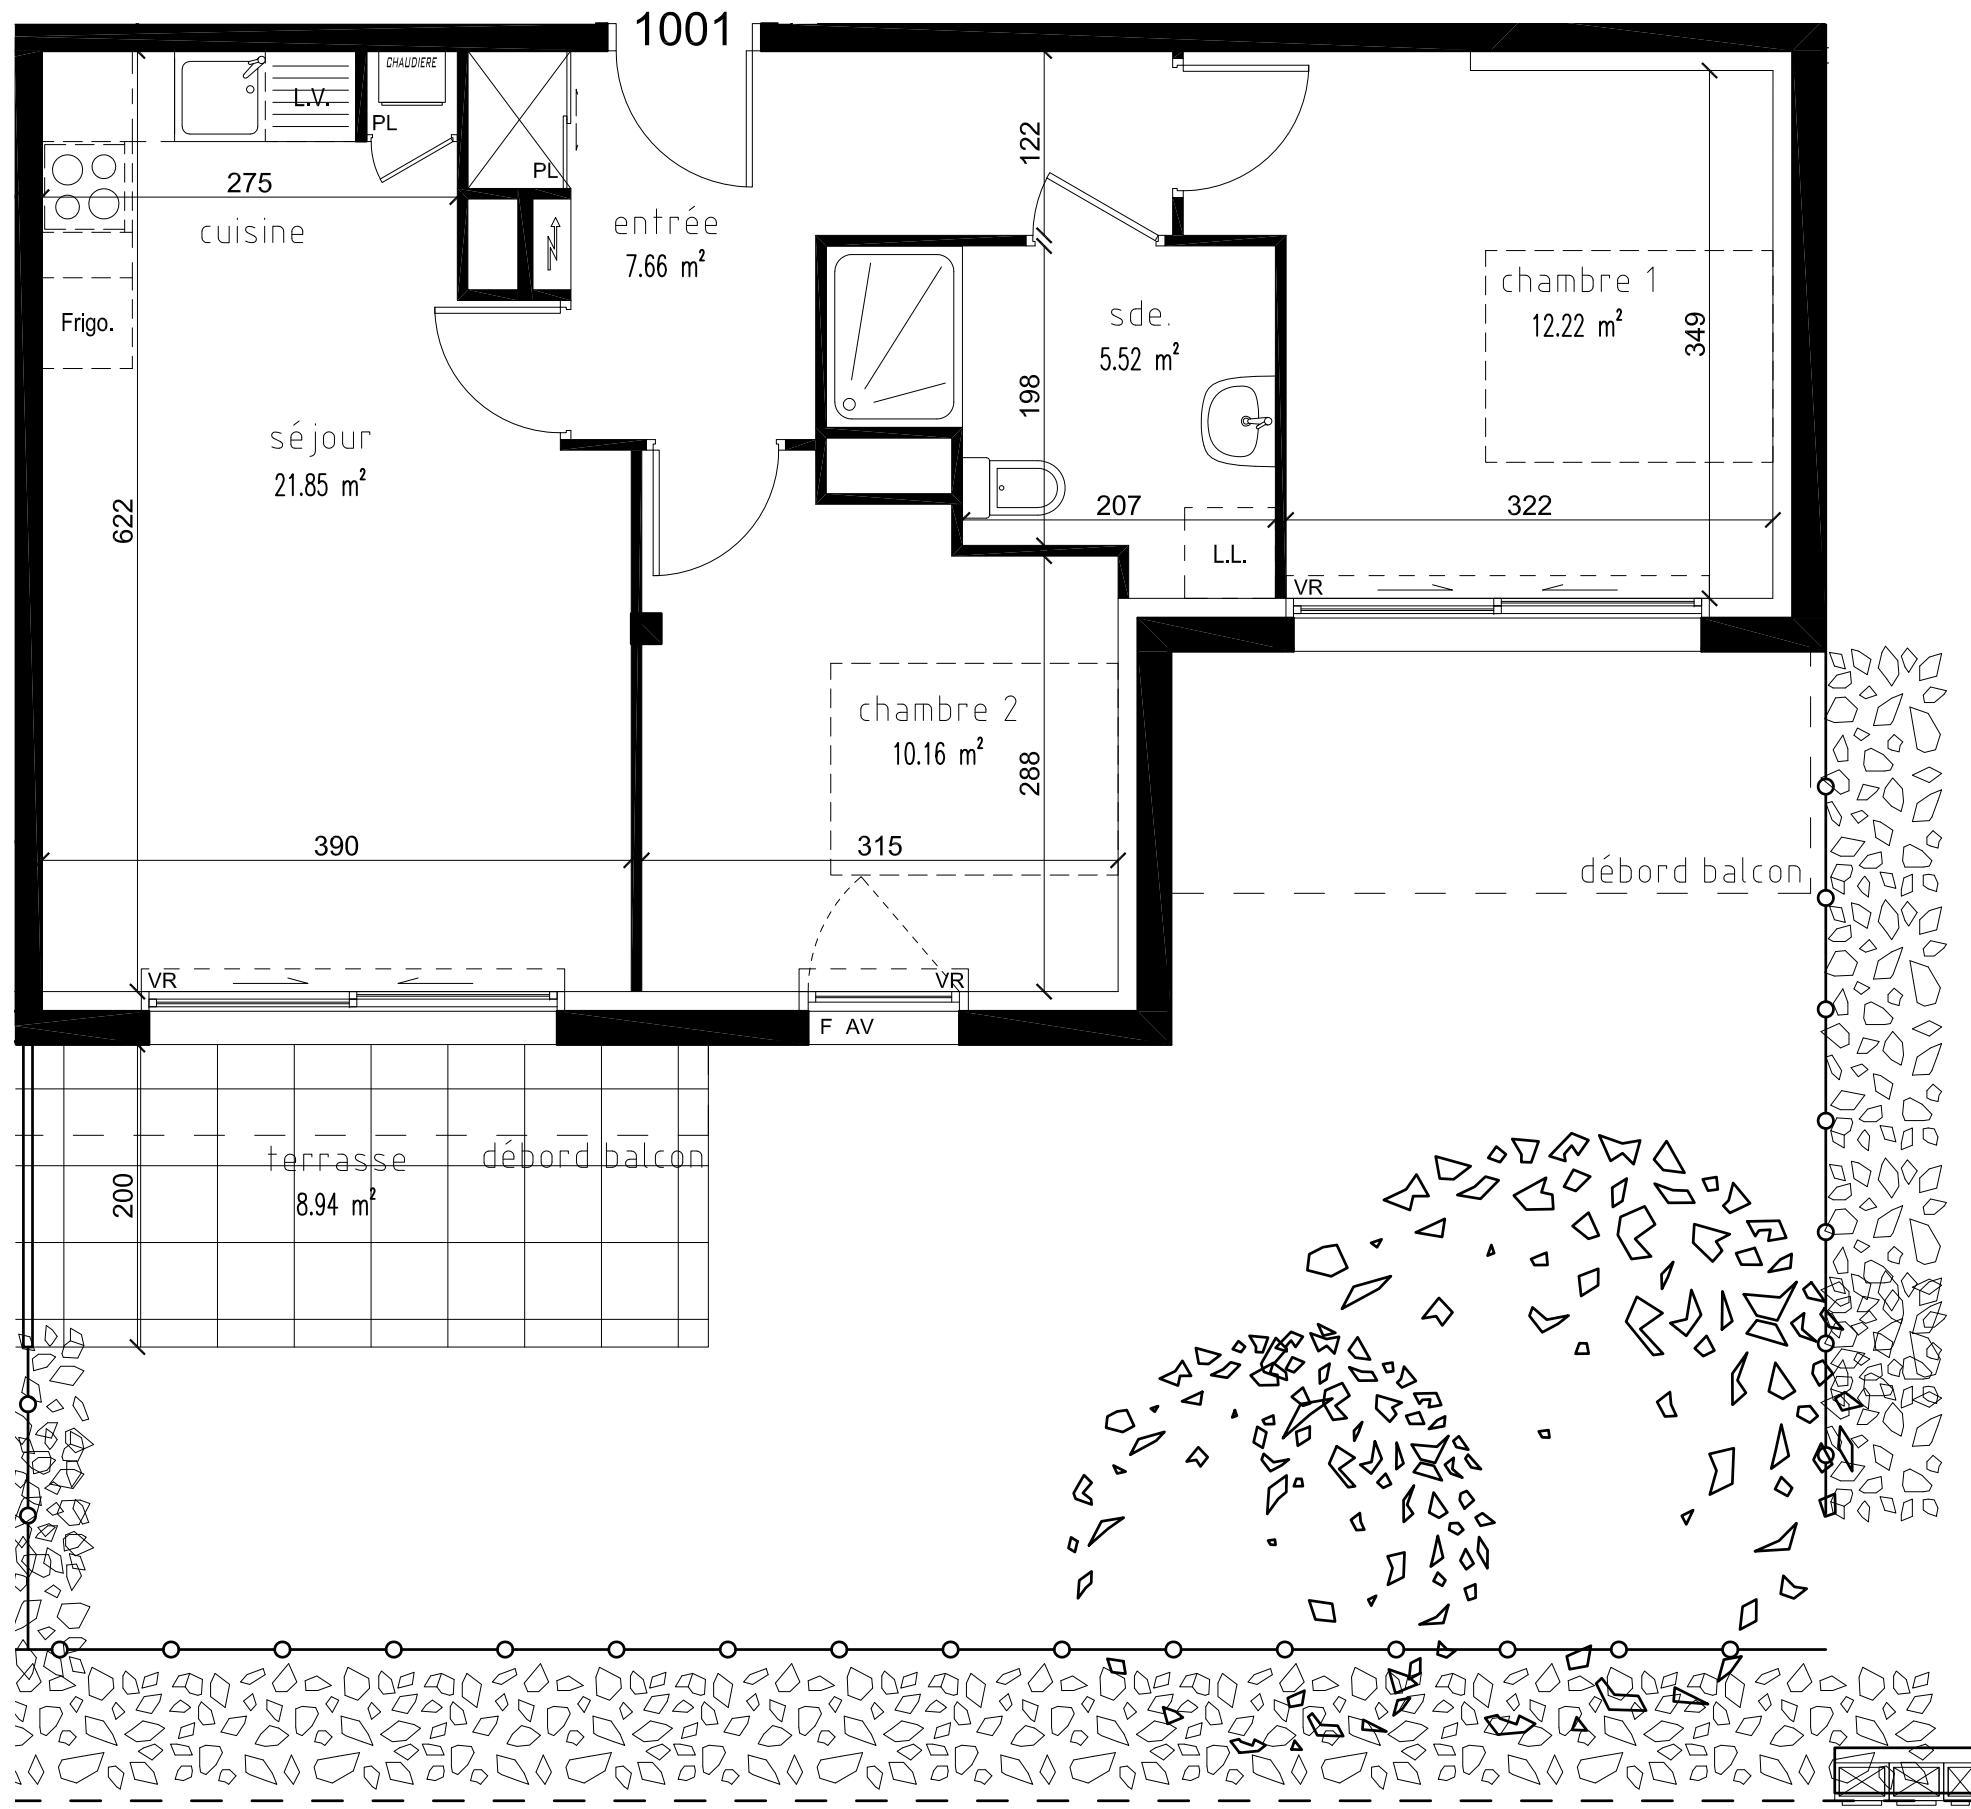 1001
CHAUDIERE
L.V.
PL
PL
275
122
cuisine
entrée
7.66 m²
chambre 1
12.22 m²
Frigo.
sde.
5.52 m²
349
198
séjour
21.85 m²
622
207
322
L.L.
VR
chambre 2
10.16 m²
288
390
315
débord balcon
VR
VR
F AV
terrasse
8.94 m²
débord balcon
200